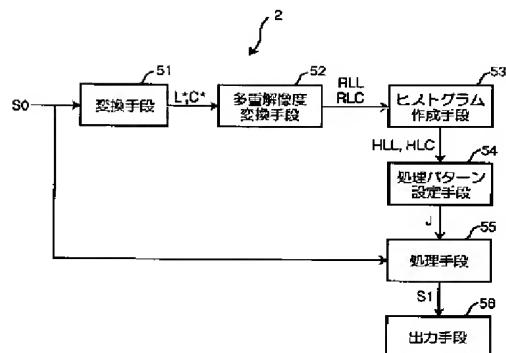 2
51
52
53
S0
変換手段
L*,C*
多重解像度
変換手段
RLL
RLC
ヒストグラム
作成手段
HLL, HLC
54
処理パターン
設定手段
J
55
処理手段
S1
56
出力手段